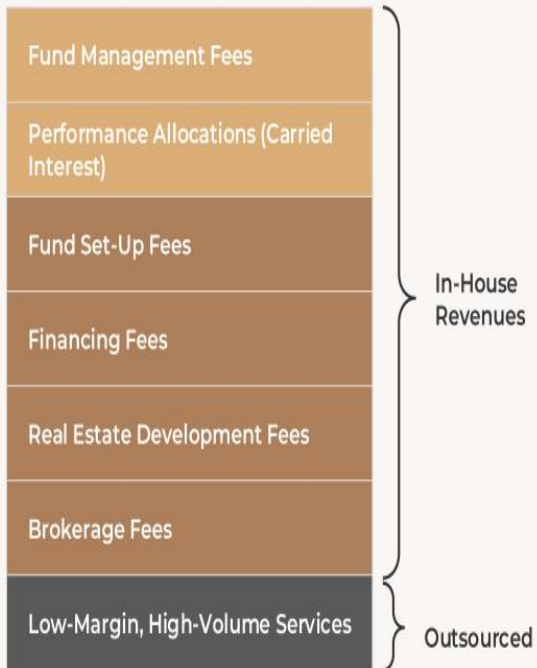 Fund Management Fees
Performance Allocations (Carried
Interest)
Fund Set-Up Fees
Financing Fees
Real Estate Development Fees
Brokerage Fees
In-House
Revenues
Low-Margin, High-Volume Services
Outsourced